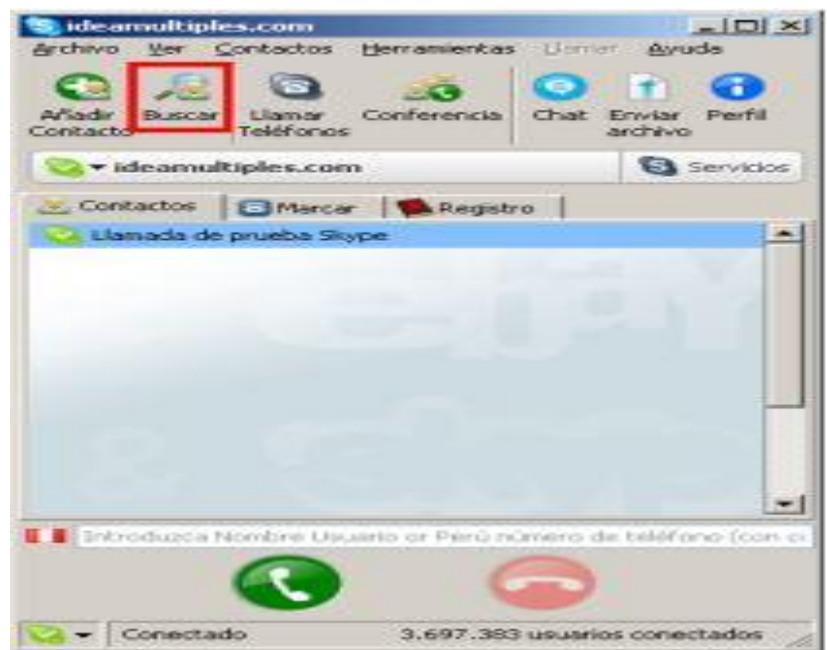 ideamultiples.com
Archivo Ver Contactos Herramientas Llamar Ayuda
Añadir Contacto Buscar Llamar Teléfonos Conferencia Chat Enviar archivo Perfil
ideamultiples.com Servicios
Contactos Marcar Registro
Llamada de prueba Skype
ebay
&
Introduzca Nombre Usuario or Perú número de teléfono (con
Conectado 3.697.383 usuarios conectados